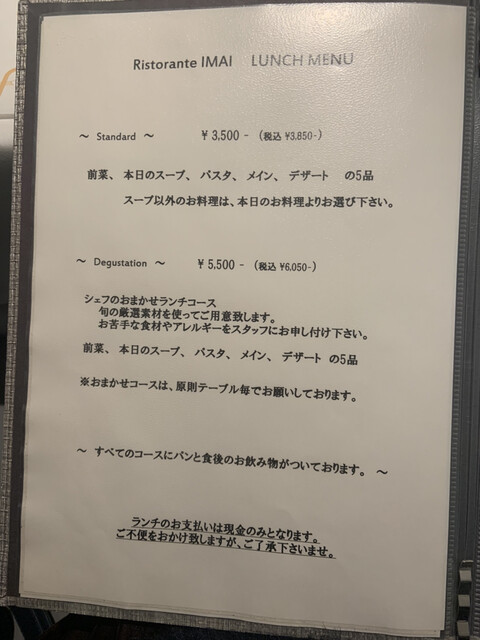 Ristorante IMAI LUNCH MENU
～ Standard ～ ￥3,500 - （税込 ¥3,850-）
前菜、本日のスープ、パスタ、メイン、デザート の5品
スープ以外のお料理は、本日のお料理よりお選び下さい。
～ Degustation ～ ￥5,500 - （税込 ¥6,050-）
シェフのおまかせランチコース
旬の厳選素材を使ってご用意致します。
お苦手な食材やアレルギーをスタッフにお申し付け下さい。
前菜、本日のスープ、パスタ、メイン、デザート の5品
※おまかせコースは、原則テーブル毎でお願いしております。
～ すべてのコースにパンと食後のお飲み物がついております。 ～
ランチのお支払いは現金のみとなります。
ご不便をおかけ致しますが、ご了承下さいませ。